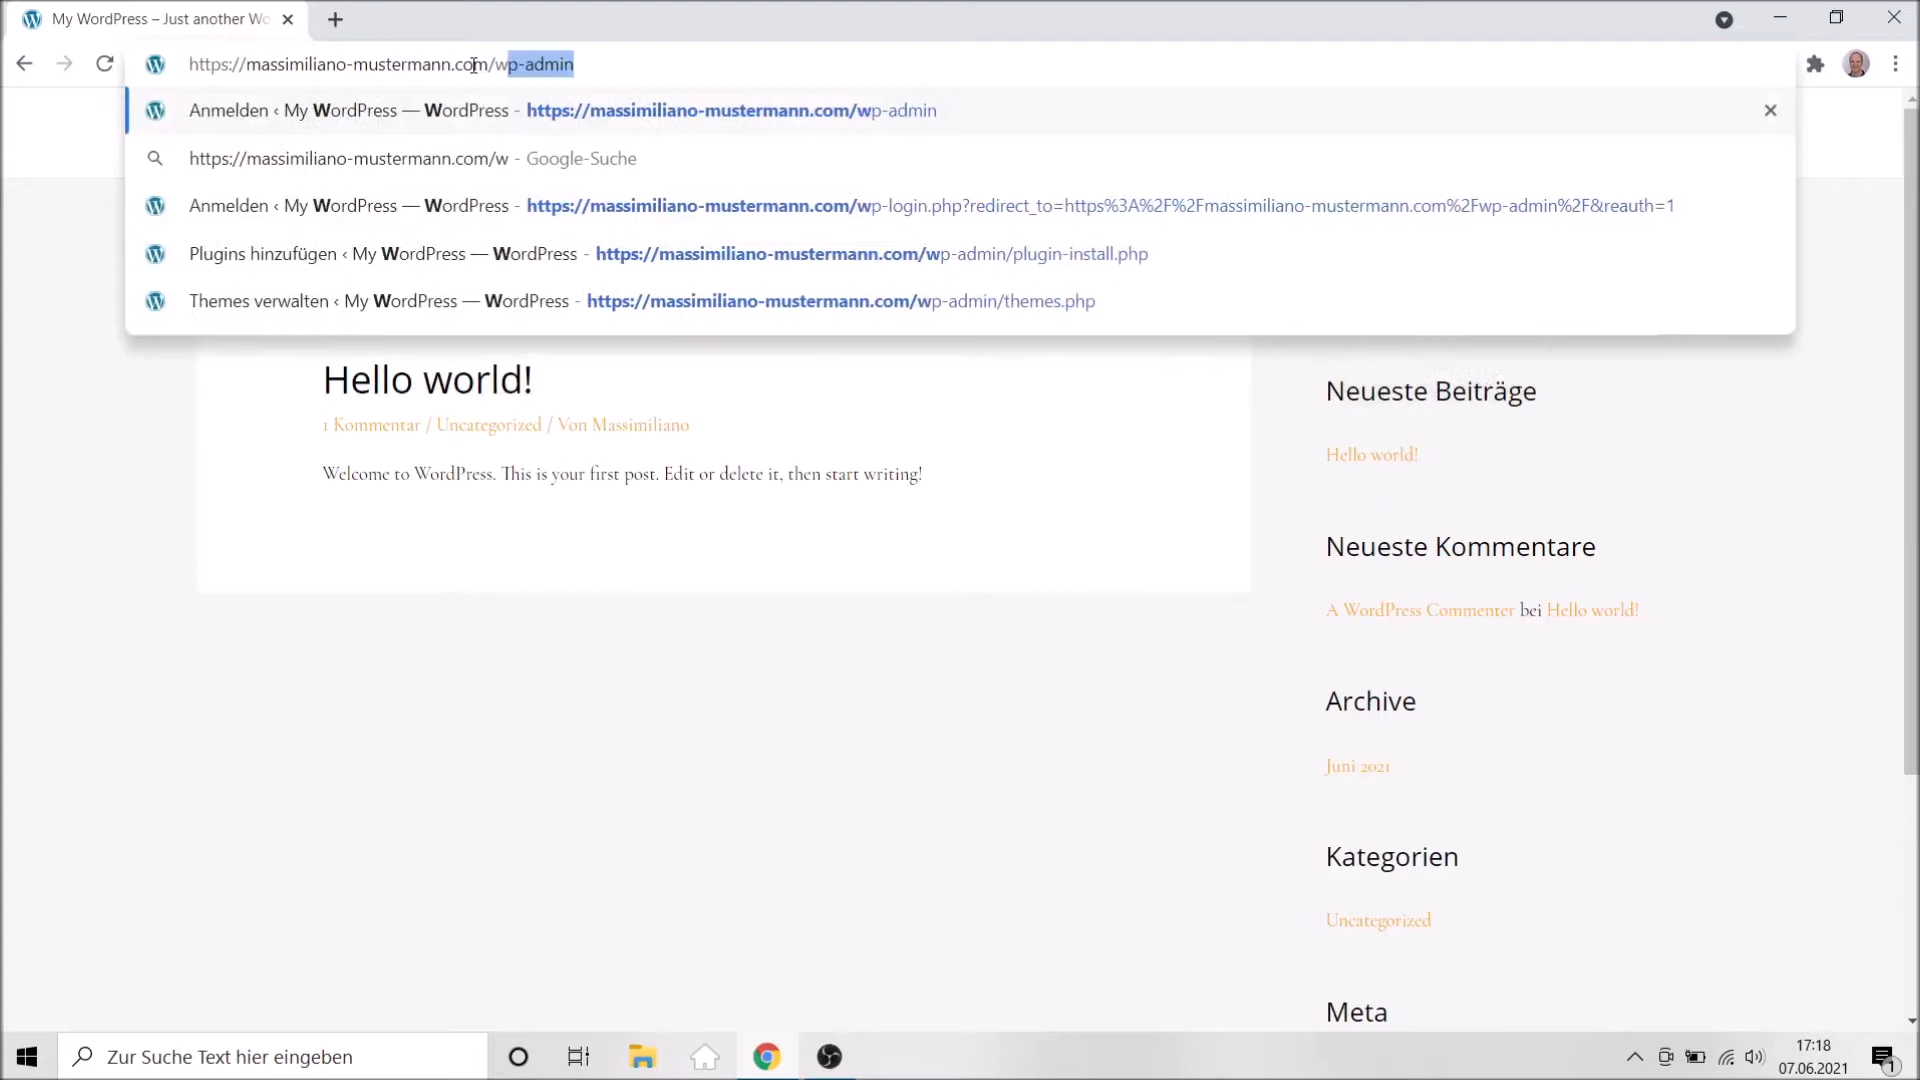 My WordPress – Just another Wo
https://massimiliano-mustermann.com/wp-admin
Anmelden ‹ My WordPress — WordPress - https://massimiliano-mustermann.com/wp-admin
https://massimiliano-mustermann.com/w - Google-Suche
Anmelden ‹ My WordPress — WordPress - https://massimiliano-mustermann.com/wp-login.php?redirect_to=https%3A%2F%2Fmassimiliano-mustermann.com%2Fwp-admin%2F&reauth=1
Plugins hinzufügen ‹ My WordPress — WordPress - https://massimiliano-mustermann.com/wp-admin/plugin-install.php
Themes verwalten ‹ My WordPress — WordPress - https://massimiliano-mustermann.com/wp-admin/themes.php
Hello world!
1 Kommentar / Uncategorized / Von Massimiliano
Welcome to WordPress. This is your first post. Edit or delete it, then start writing!
Neueste Beiträge
Hello world!
Neueste Kommentare
A WordPress Commenter bei Hello world!
Archive
Juni 2021
Kategorien
Uncategorized
Meta
Zur Suche Text hier eingeben
17:18
07.06.2021
1